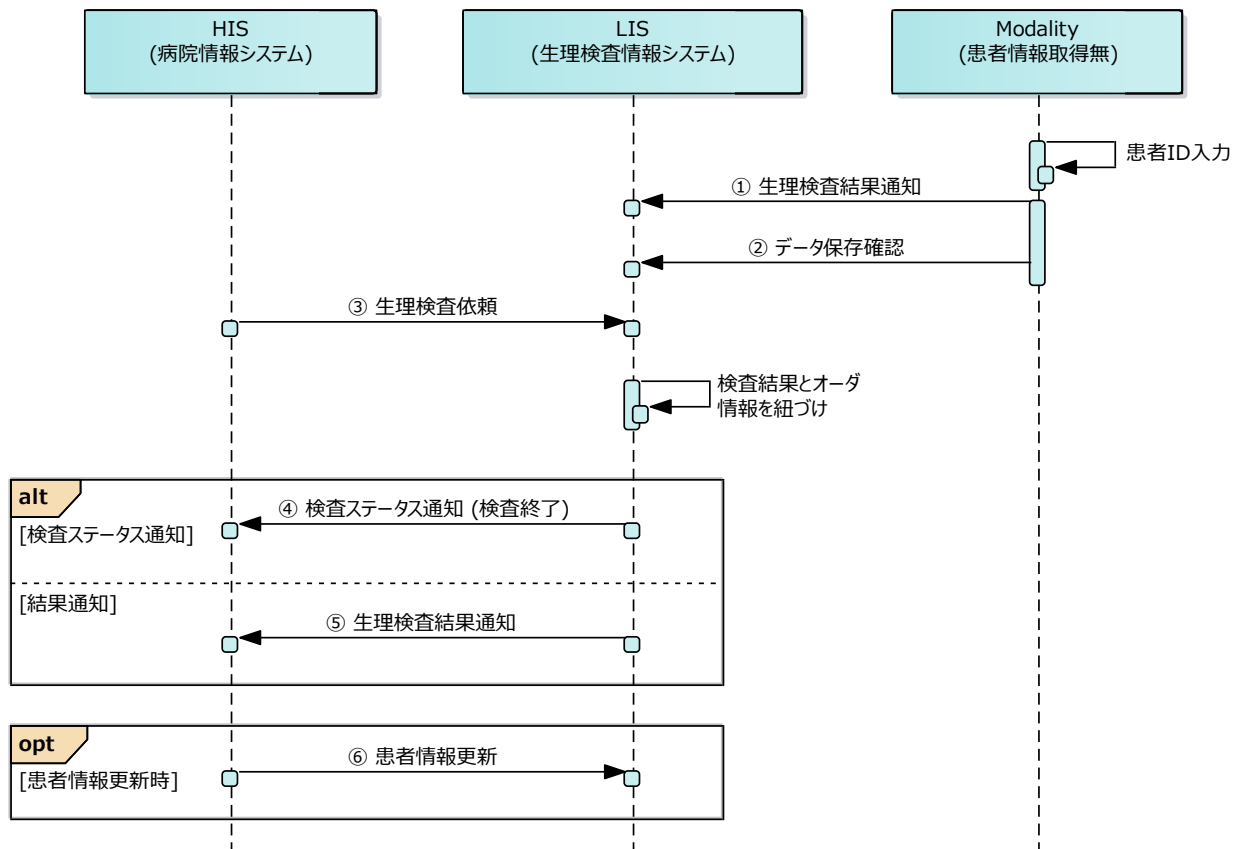 HIS
(病院情報システム)
LIS
(生理検査情報システム)
Modality
(患者情報取得無)
患者ID入力
① 生理検査結果通知
② データ保存確認
③ 生理検査依頼
検査結果とオーダ
情報を紐づけ
alt
④ 検査ステータス通知 (検査終了)
[検査ステータス通知]
[結果通知]
⑤ 生理検査結果通知
opt
⑥ 患者情報更新
[患者情報更新時]